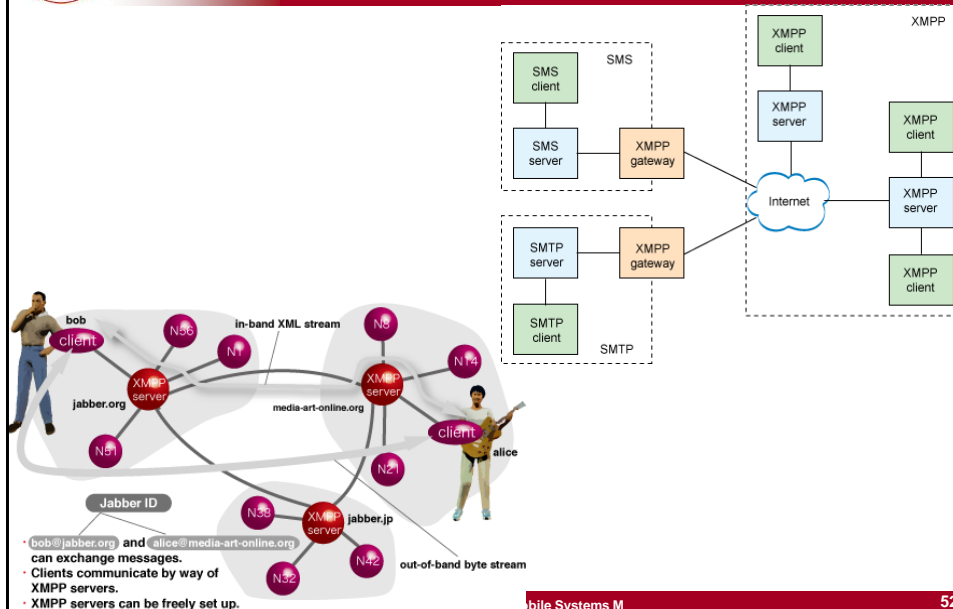 XMPP
XMPP
client
SMS
SMS
client
XMPP
server
XMPP
client
SMS
server
XMPP
gateway
Internet
XMPP
server
SMTP
server
XMPP
gateway
XMPP
client
SMTP
client
SMTP
bob
client
N56
N1
in-band XML stream
N8
N14
XMPP
server
jabber.org
XMPP
server
media-art-online.org
client
alice
N51
N21
Jabber ID
N38
XMPP
server
jabber.jp
N32
N42
out-of-band byte stream
· bob@jabber.org and alice@media-art-online.org
can exchange messages.
· Clients communicate by way of
XMPP servers.
· XMPP servers can be freely set up.
bile Systems M
52